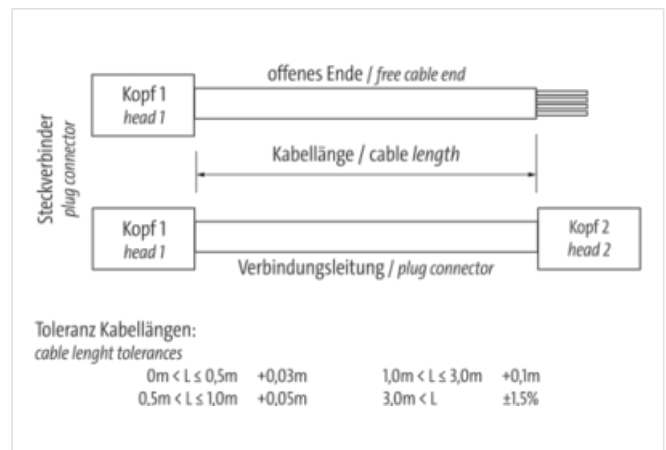 offenes Ende / free cable end
Kopf 1
head 1
Kabellänge / cable length
Steckverbinder
plug connector
Kopf 1
head 1
Kopf 2
head 2
Verbindungsleitung / plug connector
Toleranz Kabellängen:
cable lenght tolerances
0m < L ≤ 0,5m +0,03m 1,0m < L ≤ 3,0m +0,1m
0,5m < L ≤ 1,0m +0,05m 3,0m < L ±1,5%